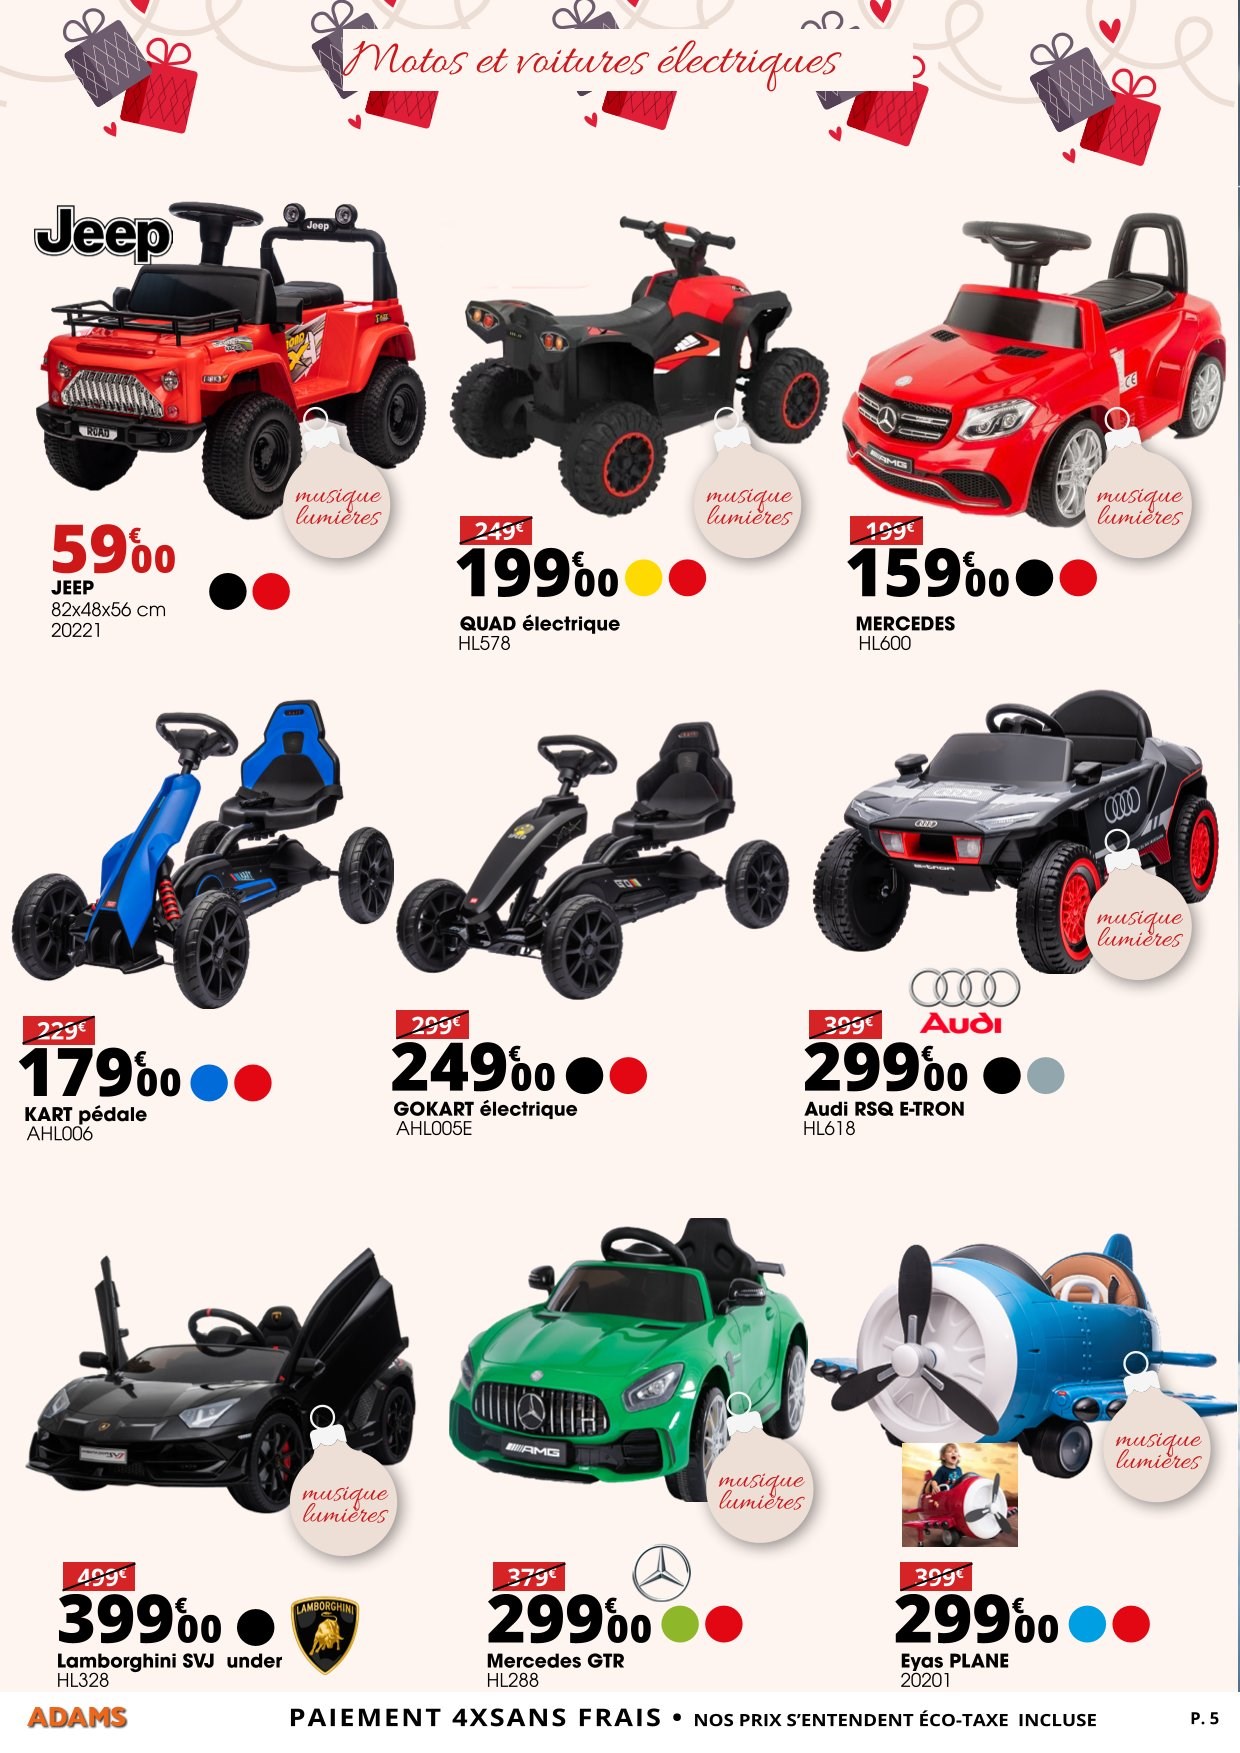 Motos et voitures électriques
Jeep
Jeep
ROAD
musique
lumières
59€00
JEEP
82x48x56 cm
20221
musique
lumières
249€
199€00
QUAD électrique
HL578
AMG
musique
lumières
199€
159€00
MERCEDES
HL600
229€
179€00
KART pédale
AHL006
299€
249€00
GOKART électrique
AHL005E
musique
lumières
Audi
399€
299€00
Audi RSQ E-TRON
HL618
musique
lumières
499€
399€00
LAMBORGHINI
Lamborghini SVJ under
HL328
AMG
musique
lumières
379€
299€00
Mercedes GTR
HL288
musique
lumières
399€
299€00
Eyas PLANE
20201
ADAMS
PAIEMENT 4XSANS FRAIS • NOS PRIX S’ENTENDENT ÉCO-TAXE INCLUSE
P. 5